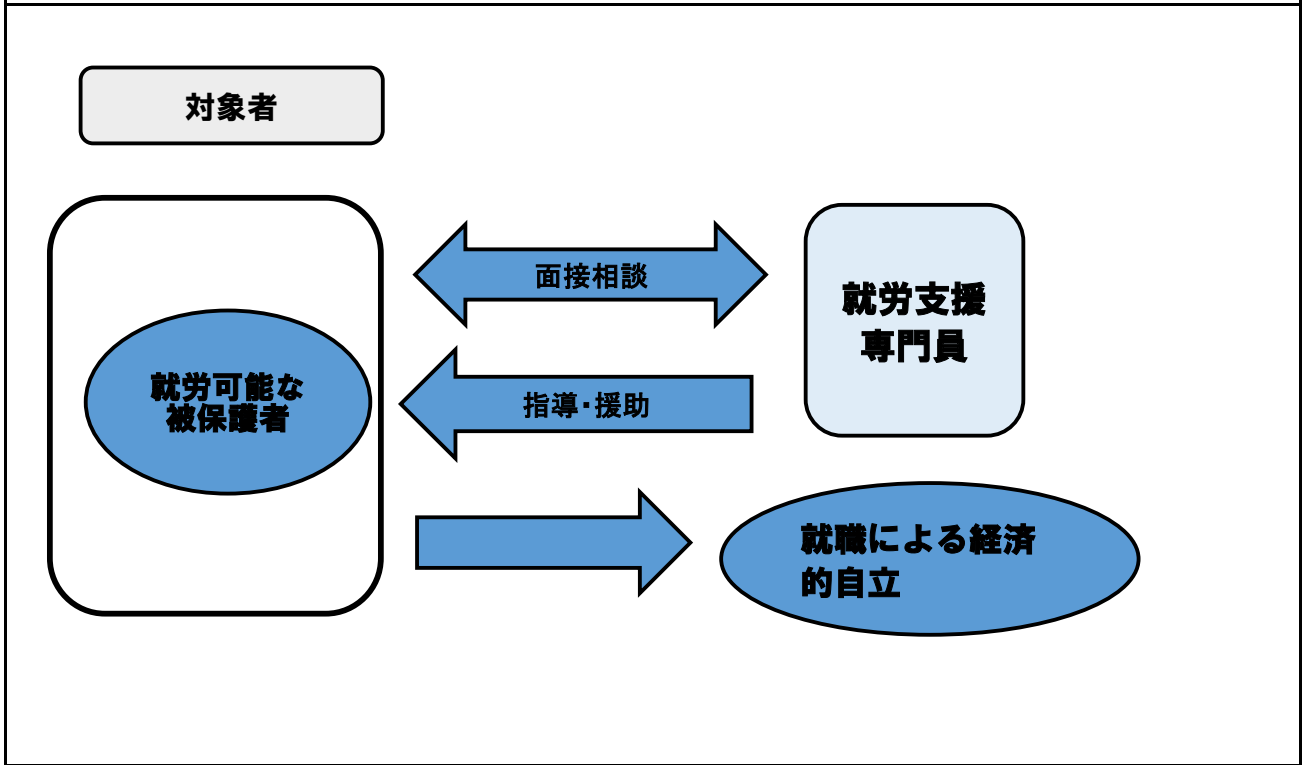 対象者
面接相談
就労支援
専門員
就労可能な
被保護者
指導・援助
就職による経済
的自立